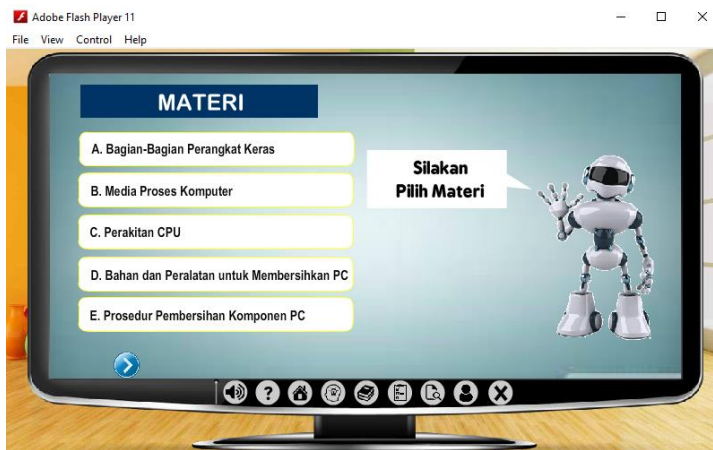 Adobe Flash Player 11
File View Control Help
MATERI
A. Bagian-Bagian Perangkat Keras
B. Media Proses Komputer
C. Perakitan CPU
D. Bahan dan Peralatan untuk Membersihkan PC
E. Prosedur Pembersihan Komponen PC
Silakan
Pilih Materi